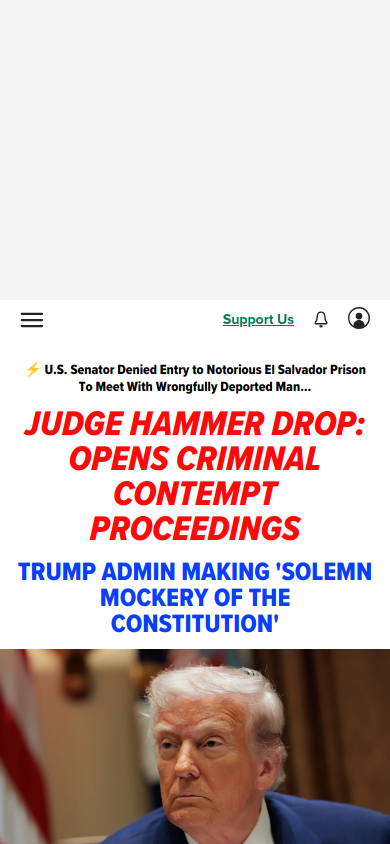 Support Us
⚡ U.S. Senator Denied Entry to Notorious El Salvador Prison
To Meet With Wrongfully Deported Man...
JUDGE HAMMER DROP:
OPENS CRIMINAL
CONTEMPT
PROCEEDINGS
TRUMP ADMIN MAKING 'SOLEMN
MOCKERY OF THE
CONSTITUTION'